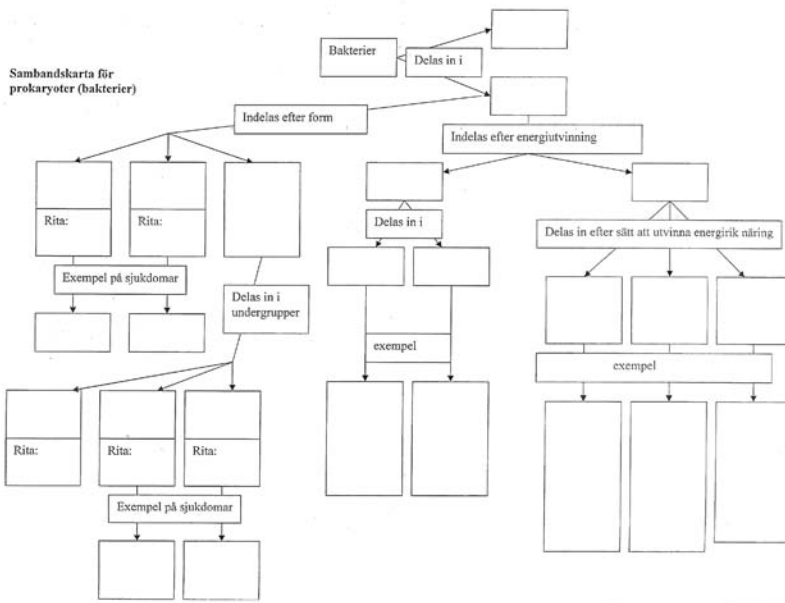 Sambandskarta för
prokaryoter (bakterier)
Bakterier
Delas in i
Indelas efter form
Indelas efter energiutvinning
Rita:
Rita:
Delas in i
Delas in efter sätt att utvinna energirik näring
Exempel på sjukdomar
Delas in i
undergrupper
exempel
exempel
Rita:
Rita:
Rita:
Exempel på sjukdomar